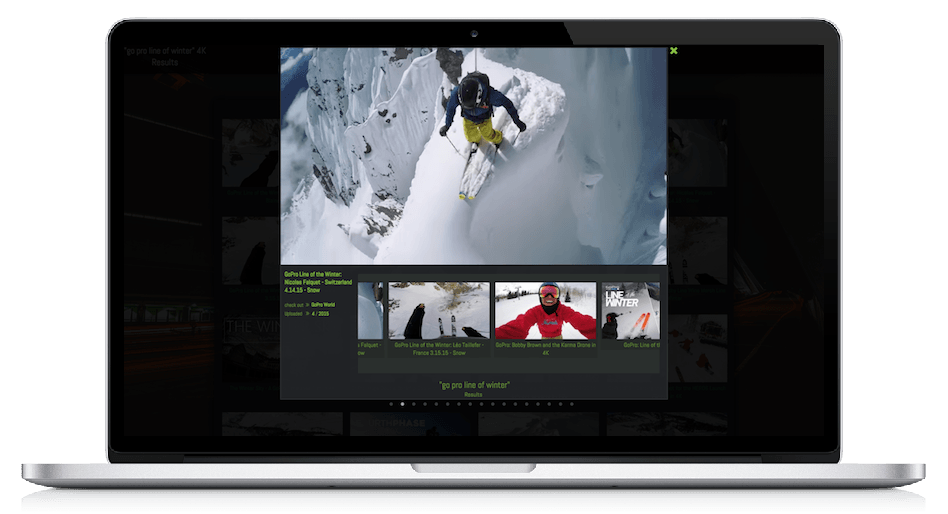 "go pro line of winter" 4K
Results
GoPro Line of the Winter:
Nicolas Falquet - Switzerland
4.14.15 - Snow
check out GoPro World
Uploaded 4 / 2015
LINE
WINTER
Falquet -
ow
GoPro Line of the Winter: Léo Taillefer -
France 3.18.15 - Snow
GoPro: Bobby Brown and the Karma Drone in
4K
GoPro: Line of t
THE WIN
"go pro line of winter"
Results